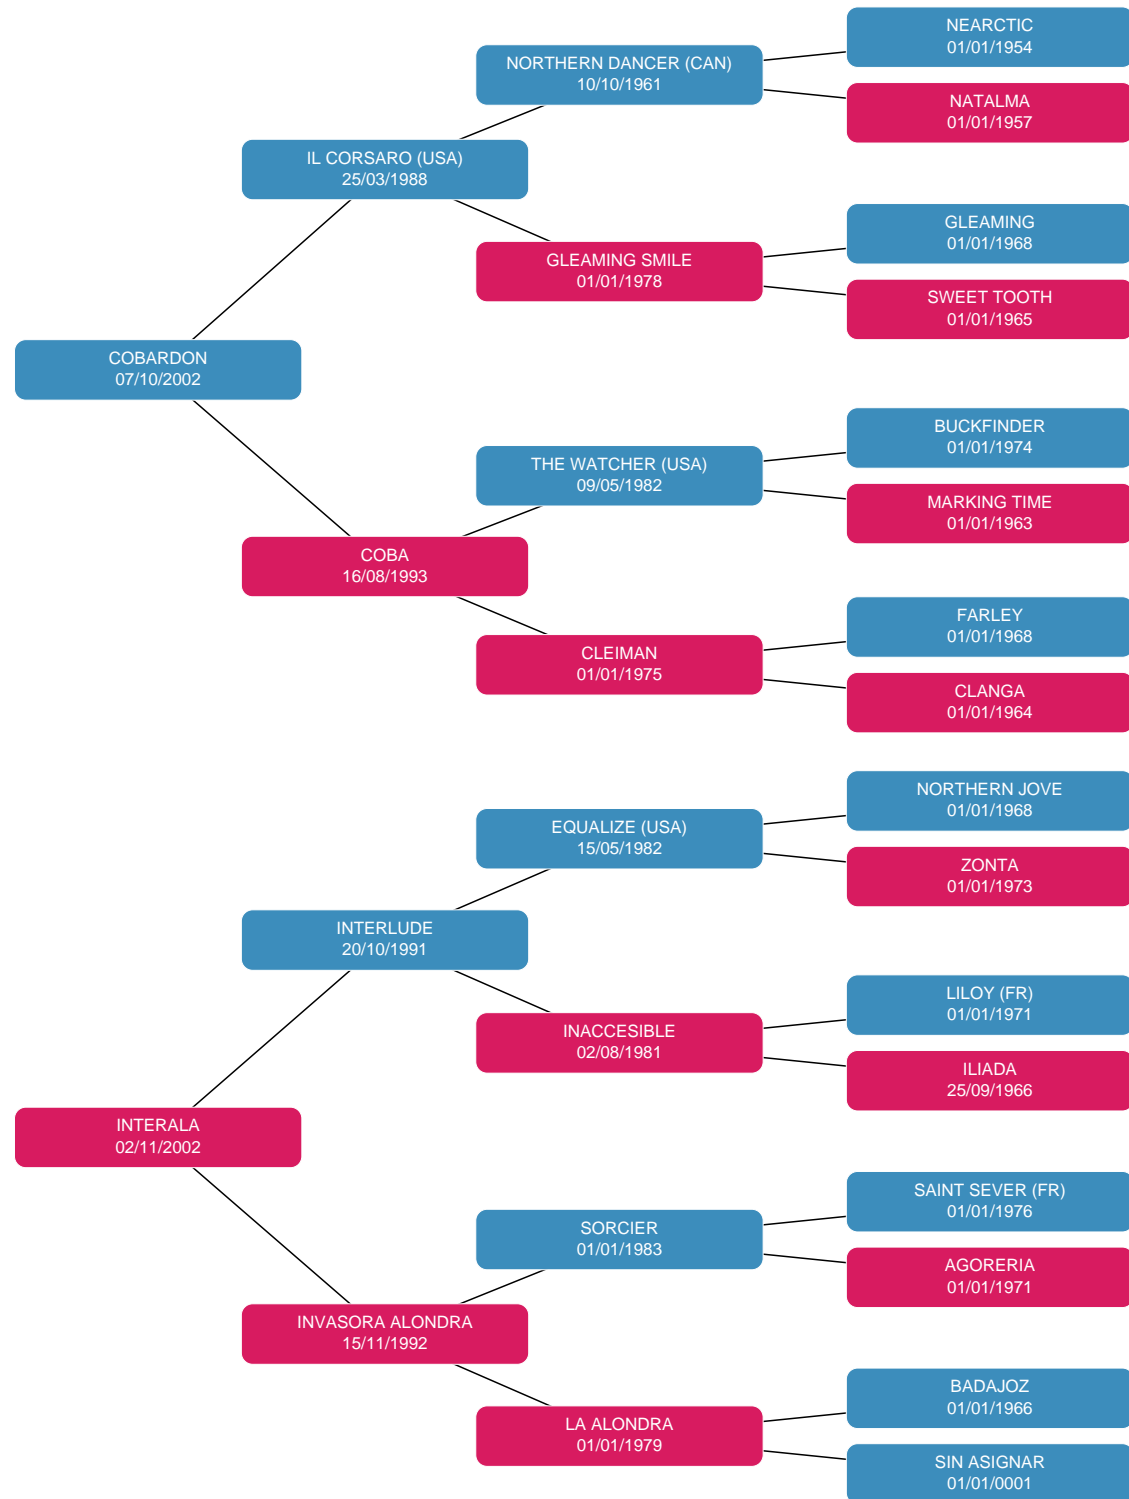 NEARCTIC
01/01/1954
NORTHERN DANCER (CAN)
10/10/1961
NATALMA
01/01/1957
IL CORSARO (USA)
25/03/1988
GLEAMING
01/01/1968
GLEAMING SMILE
01/01/1978
SWEET TOOTH
01/01/1965
COBARDON
07/10/2002
BUCKFINDER
01/01/1974
THE WATCHER (USA)
09/05/1982
MARKING TIME
01/01/1963
COBA
16/08/1993
FARLEY
01/01/1968
CLEIMAN
01/01/1975
CLANGA
01/01/1964
NORTHERN JOVE
01/01/1968
EQUALIZE (USA)
15/05/1982
ZONTA
01/01/1973
INTERLUDE
20/10/1991
LILOY (FR)
01/01/1971
INACCESIBLE
02/08/1981
ILIADA
25/09/1966
INTERALA
02/11/2002
SAINT SEVER (FR)
01/01/1976
SORCIER
01/01/1983
AGORERIA
01/01/1971
INVASORA ALONDRA
15/11/1992
BADAJOZ
01/01/1966
LA ALONDRA
01/01/1979
SIN ASIGNAR
01/01/0001